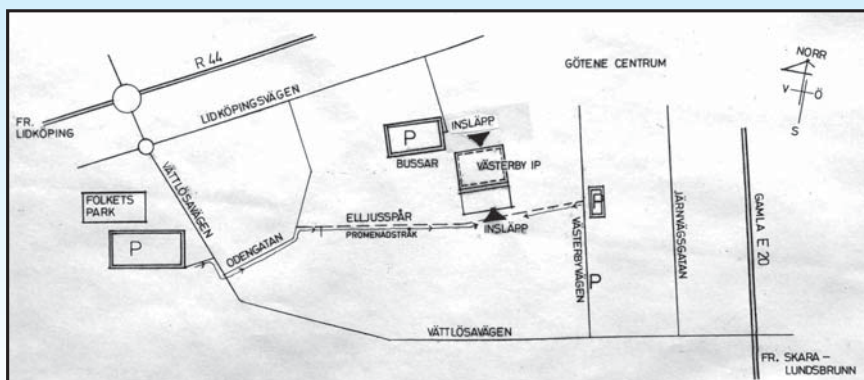 R 44
NORR
V
Ö
S
GÖTENE CENTRUM
FR.
LIDKÖPING
LIDKÖPINGSVÄGEN
INSLÄPP
P
BUSSAR
VÄSTERBY IP
VÄTTLÖSAVÄGEN
FOLKETS
PARK
P
P
ODENGATAN
ELLJUSSPÅR
PROMENADSTRÅK
INSLÄPP
VÄSTERBYVÄGEN
JÄRNVÄGSGATAN
GAMLA E 20
P
VÄTTLÖSAVÄGEN
FR. SKARA –
LUNDSBRUNN